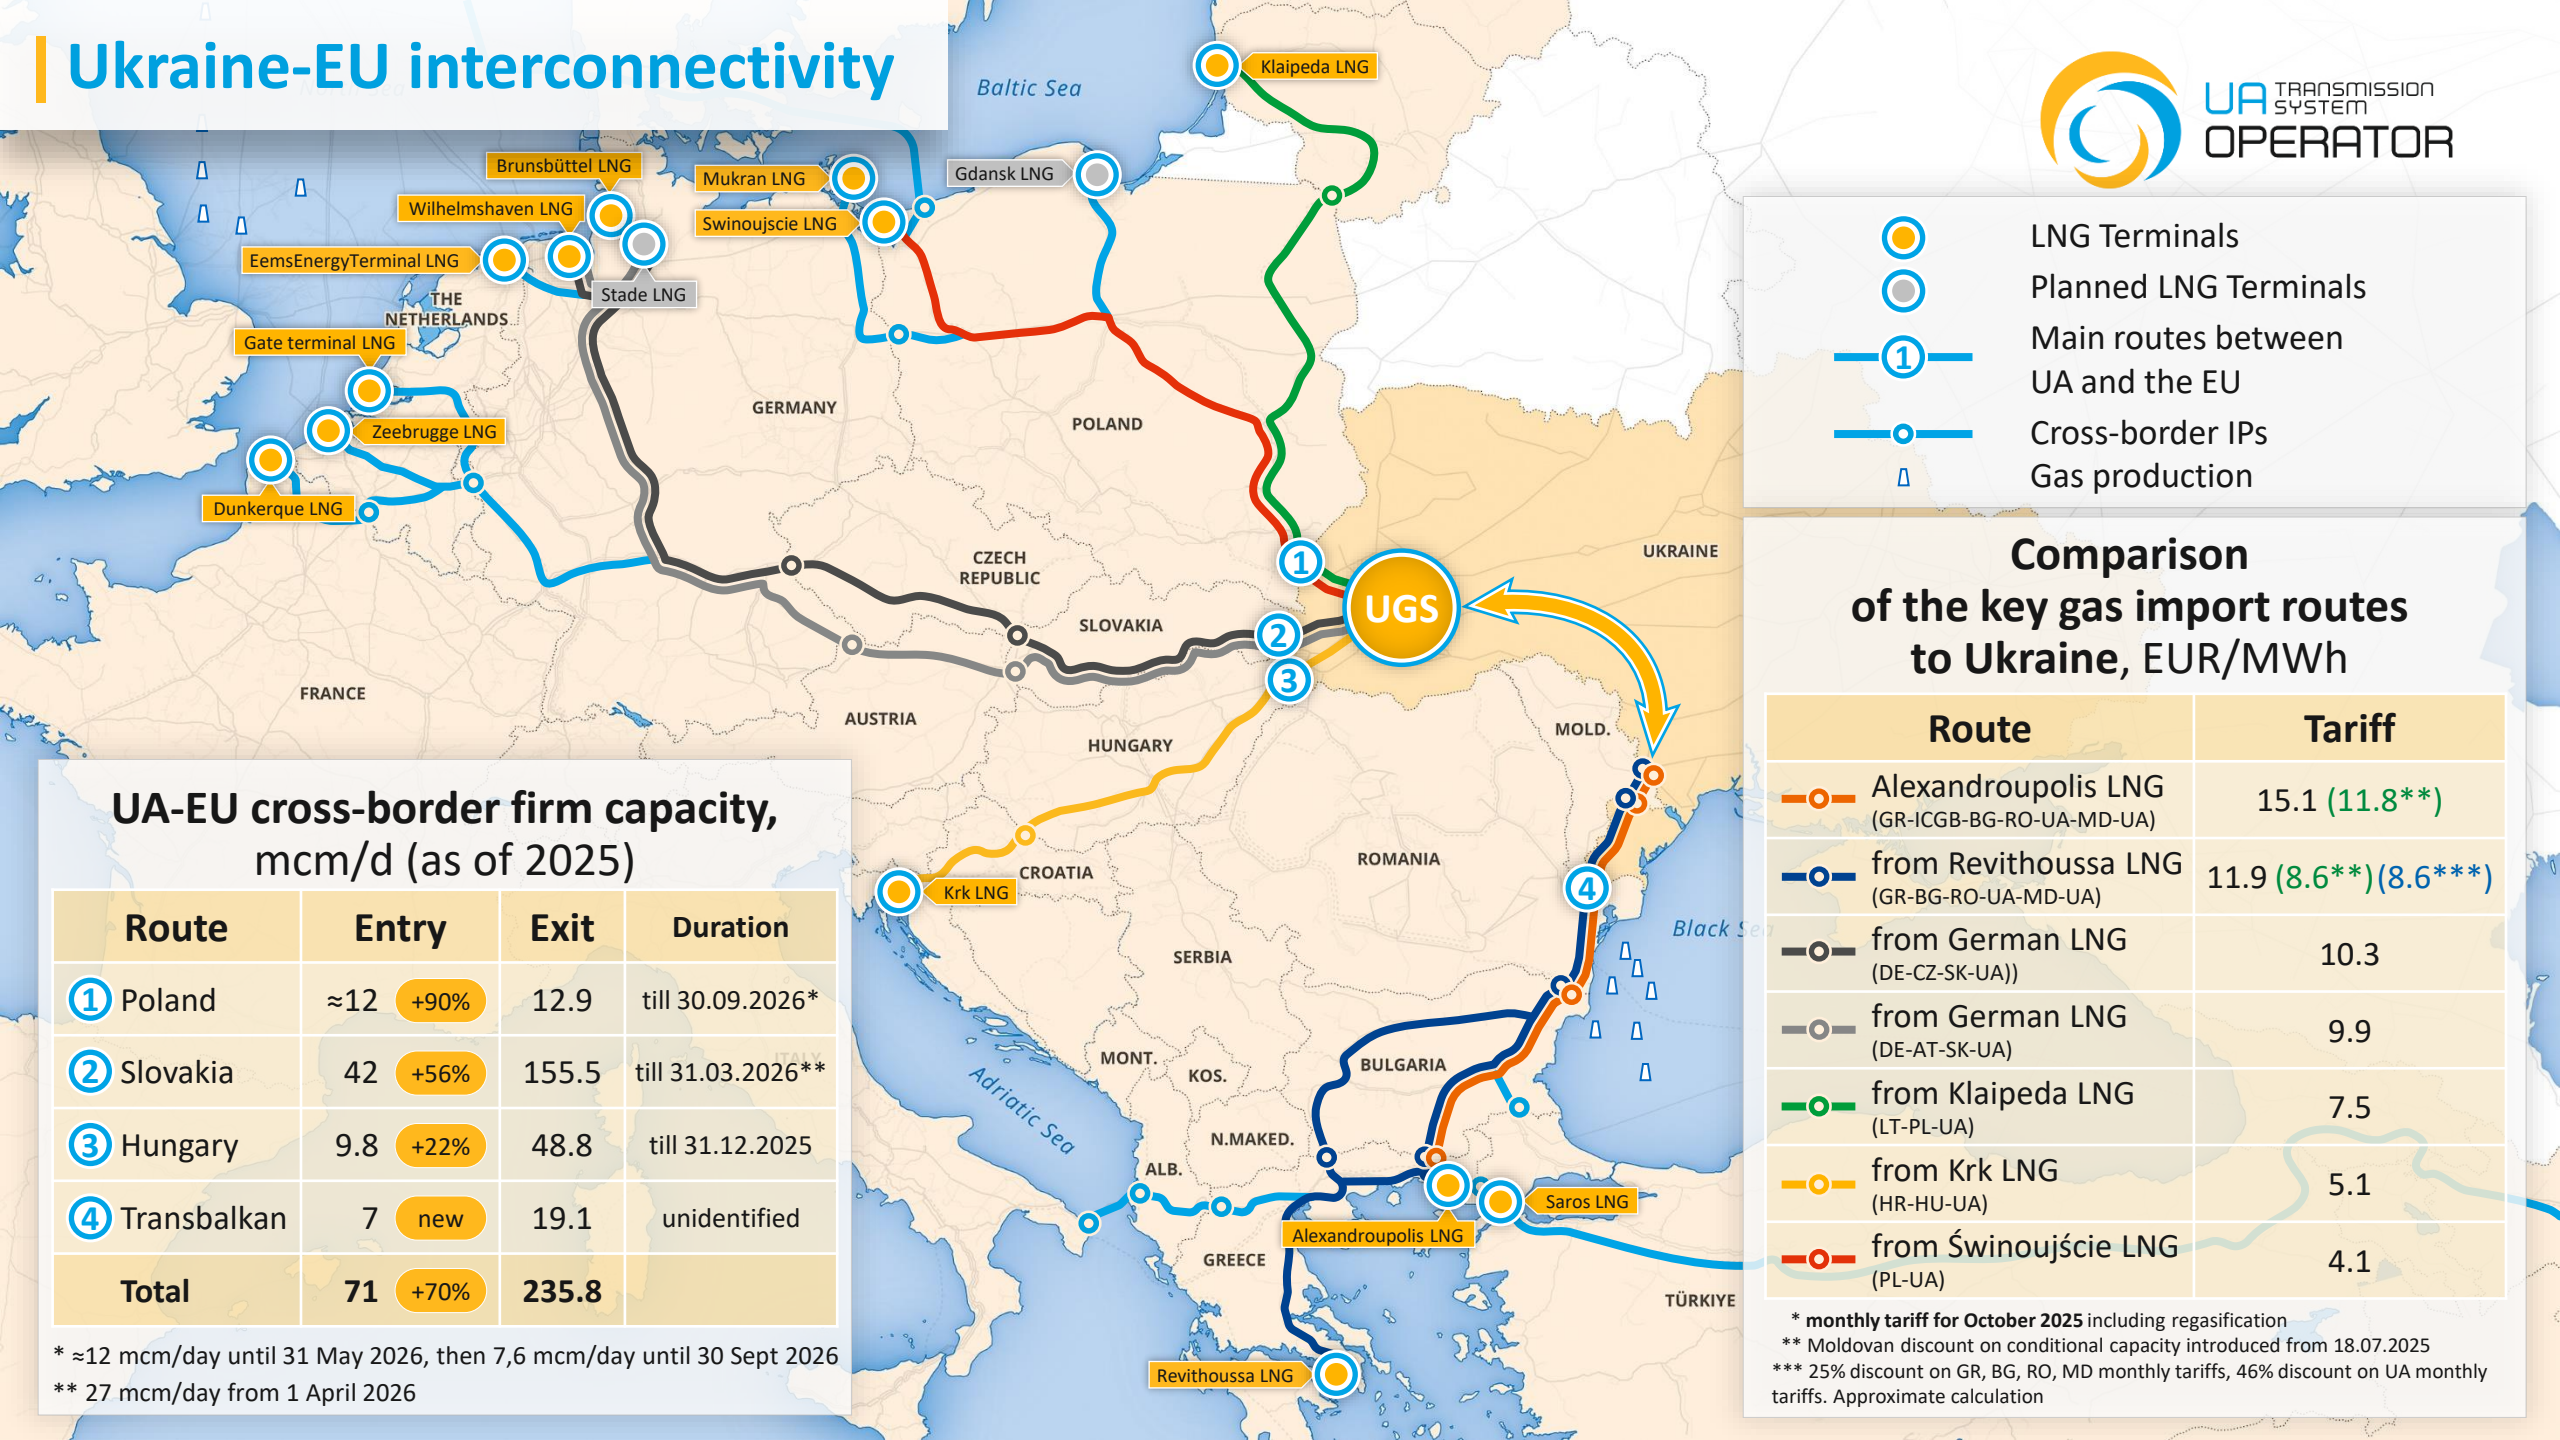 Ukraine-EU interconnectivity
UA TRANSMISSION
SYSTEM
OPERATOR
Baltic Sea
Klaipeda LNG
Brunsbüttel LNG
Mukran LNG
Gdansk LNG
Wilhelmshaven LNG
Swinoujscie LNG
EemsEnergyTerminal LNG
Stade LNG
THE
NETHERLANDS
Gate terminal LNG
Zeebrugge LNG
Dunkerque LNG
GERMANY
POLAND
CZECH
REPUBLIC
SLOVAKIA
UKRAINE
1
UGS
2
3
FRANCE
AUSTRIA
HUNGARY
MOLD.
CROATIA
Krk LNG
ROMANIA
4
SERBIA
Black Sea
MONT.
KOS.
BULGARIA
ITALY
Adriatic Sea
N.MAKED.
ALB.
Saros LNG
Alexandroupolis LNG
GREECE
TÜRKIYE
Revithoussa LNG
LNG Terminals
Planned LNG Terminals
1
Main routes between
UA and the EU
Cross-border IPs
Gas production
UA-EU cross-border firm capacity,
mcm/d (as of 2025)
Route Entry Exit Duration
1 Poland ≈12 +90% 12.9 till 30.09.2026*
2 Slovakia 42 +56% 155.5 till 31.03.2026**
3 Hungary 9.8 +22% 48.8 till 31.12.2025
4 Transbalkan 7 new 19.1 unidentified
Total 71 +70% 235.8
* ≈12 mcm/day until 31 May 2026, then 7,6 mcm/day until 30 Sept 2026
** 27 mcm/day from 1 April 2026
Comparison
of the key gas import routes
to Ukraine, EUR/MWh
Route Tariff
Alexandroupolis LNG 15.1 (11.8**)
(GR-ICGB-BG-RO-UA-MD-UA)
from Revithoussa LNG 11.9 (8.6**) (8.6***)
(GR-BG-RO-UA-MD-UA)
from German LNG 10.3
(DE-CZ-SK-UA))
from German LNG 9.9
(DE-AT-SK-UA)
from Klaipeda LNG 7.5
(LT-PL-UA)
from Krk LNG 5.1
(HR-HU-UA)
from Świnoujście LNG 4.1
(PL-UA)
* monthly tariff for October 2025 including regasification
** Moldovan discount on conditional capacity introduced from 18.07.2025
*** 25% discount on GR, BG, RO, MD monthly tariffs, 46% discount on UA monthly
tariffs. Approximate calculation